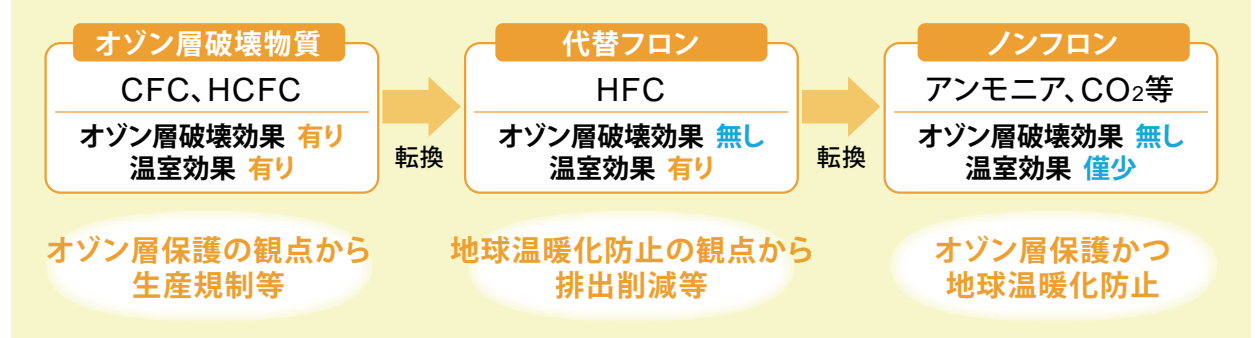 オゾン層破壊物質
CFC、HCFC
オゾン層破壊効果 有り
温室効果 有り
転換
代替フロン
HFC
オゾン層破壊効果 無し
温室効果 有り
転換
ノンフロン
アンモニア、CO2等
オゾン層破壊効果 無し
温室効果 僅少
オゾン層保護の観点から
生産規制等
地球温暖化防止の観点から
排出削減等
オゾン層保護かつ
地球温暖化防止